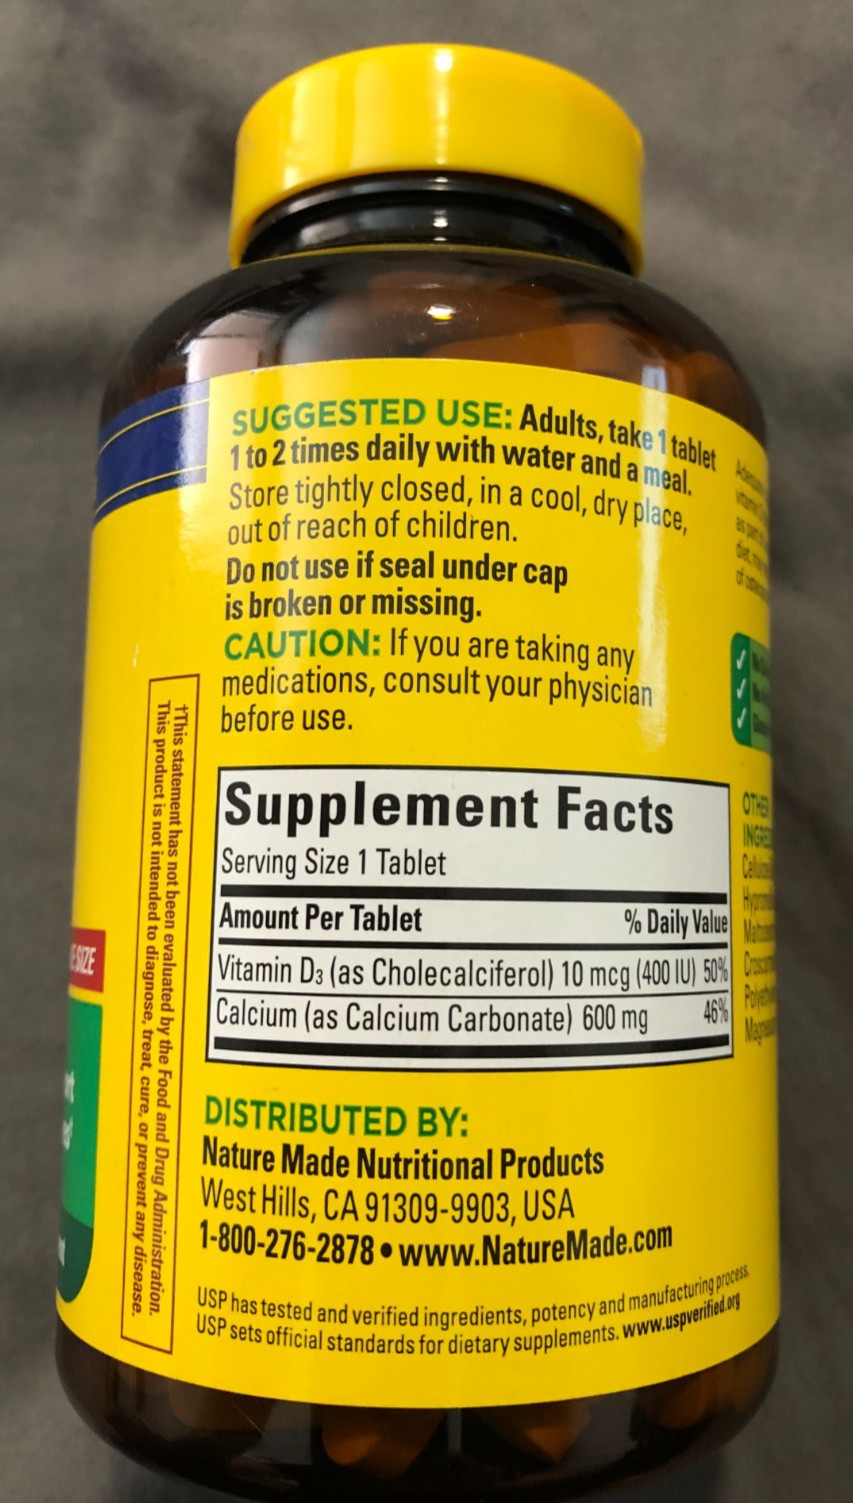 SUGGESTED USE: Adults, take 1 tablet
1 to 2 times daily with water and a meal.
Store tightly closed, in a cool, dry place,
out of reach of children.
Do not use if seal under cap
is broken or missing.
CAUTION: If you are taking any
medications, consult your physician
before use.
†This statement has not been evaluated by the Food and Drug Administration.
This product is not intended to diagnose, treat, cure, or prevent any disease.
Supplement Facts
Serving Size 1 Tablet
Amount Per Tablet % Daily Value
Vitamin D3 (as Cholecalciferol) 10 mcg (400 IU) 50%
Calcium (as Calcium Carbonate) 600 mg 46%
DISTRIBUTED BY:
Nature Made Nutritional Products
West Hills, CA 91309-9903, USA
1-800-276-2878 • www.NatureMade.com
USP has tested and verified ingredients, potency and manufacturing process.
USP sets official standards for dietary supplements. www.uspverified.org
SIZE
OTHER